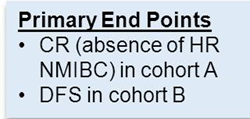 Primary End Points
• CR (absence of HR
NMIBC) in cohort A
• DFS in cohort B